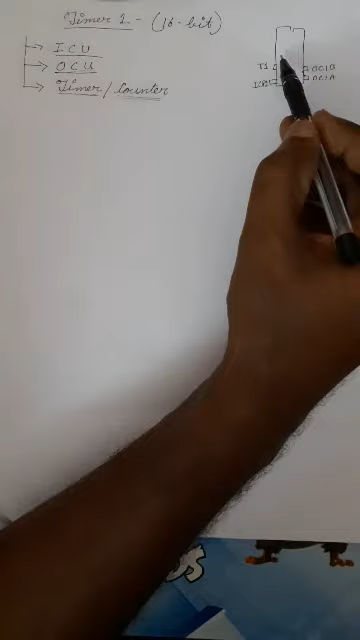 Timer 1 - (16-bit)
ICU
OCU
Timer / Counter
T1
OC1B
OC1A